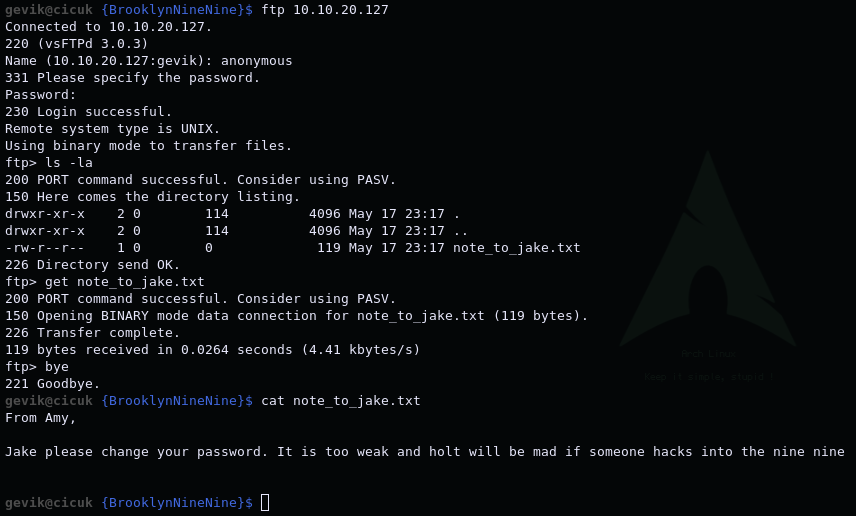 gevik@cicuk {BrooklynNineNine}$ ftp 10.10.20.127
Connected to 10.10.20.127.
220 (vsFTPd 3.0.3)
Name (10.10.20.127:gevik): anonymous
331 Please specify the password.
Password:
230 Login successful.
Remote system type is UNIX.
Using binary mode to transfer files.
ftp> ls -la
200 PORT command successful. Consider using PASV.
150 Here comes the directory listing.
drwxr-xr-x    2 0        114          4096 May 17 23:17 .
drwxr-xr-x    2 0        114          4096 May 17 23:17 ..
-rw-r--r--    1 0        0             119 May 17 23:17 note_to_jake.txt
226 Directory send OK.
ftp> get note_to_jake.txt
200 PORT command successful. Consider using PASV.
150 Opening BINARY mode data connection for note_to_jake.txt (119 bytes).
226 Transfer complete.
119 bytes received in 0.0264 seconds (4.41 kbytes/s)
ftp> bye
221 Goodbye.
gevik@cicuk {BrooklynNineNine}$ cat note_to_jake.txt
From Amy,
Jake please change your password. It is too weak and holt will be mad if someone hacks into the nine nine
gevik@cicuk {BrooklynNineNine}$